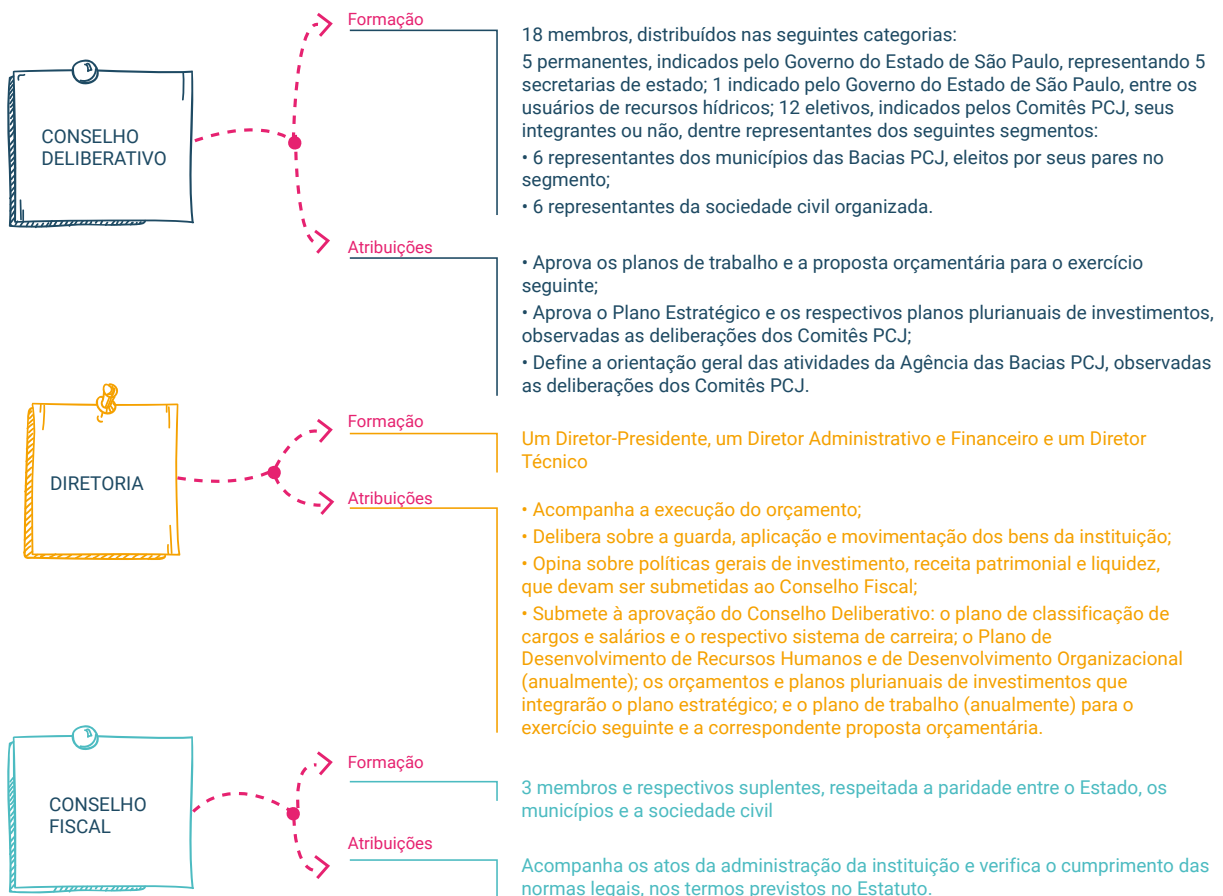 CONSELHO
DELIBERATIVO
Formação
18 membros, distribuídos nas seguintes categorias:
5 permanentes, indicados pelo Governo do Estado de São Paulo, representando 5
secretarias de estado; 1 indicado pelo Governo do Estado de São Paulo, entre os
usuários de recursos hídricos; 12 eletivos, indicados pelos Comitês PCJ, seus
integrantes ou não, dentre representantes dos seguintes segmentos:
• 6 representantes dos municípios das Bacias PCJ, eleitos por seus pares no
segmento;
• 6 representantes da sociedade civil organizada.
Atribuições
• Aprova os planos de trabalho e a proposta orçamentária para o exercício
seguinte;
• Aprova o Plano Estratégico e os respectivos planos plurianuais de investimentos,
observadas as deliberações dos Comitês PCJ;
• Define a orientação geral das atividades da Agência das Bacias PCJ, observadas
as deliberações dos Comitês PCJ.
DIRETORIA
Formação
Um Diretor-Presidente, um Diretor Administrativo e Financeiro e um Diretor
Técnico
Atribuições
• Acompanha a execução do orçamento;
• Delibera sobre a guarda, aplicação e movimentação dos bens da instituição;
• Opina sobre políticas gerais de investimento, receita patrimonial e liquidez,
que devam ser submetidas ao Conselho Fiscal;
• Submete à aprovação do Conselho Deliberativo: o plano de classificação de
cargos e salários e o respectivo sistema de carreira; o Plano de
Desenvolvimento de Recursos Humanos e de Desenvolvimento Organizacional
(anualmente); os orçamentos e planos plurianuais de investimentos que
integrarão o plano estratégico; e o plano de trabalho (anualmente) para o
exercício seguinte e a correspondente proposta orçamentária.
CONSELHO
FISCAL
Formação
3 membros e respectivos suplentes, respeitada a paridade entre o Estado, os
municípios e a sociedade civil
Atribuições
Acompanha os atos da administração da instituição e verifica o cumprimento das
normas legais, nos termos previstos no Estatuto.